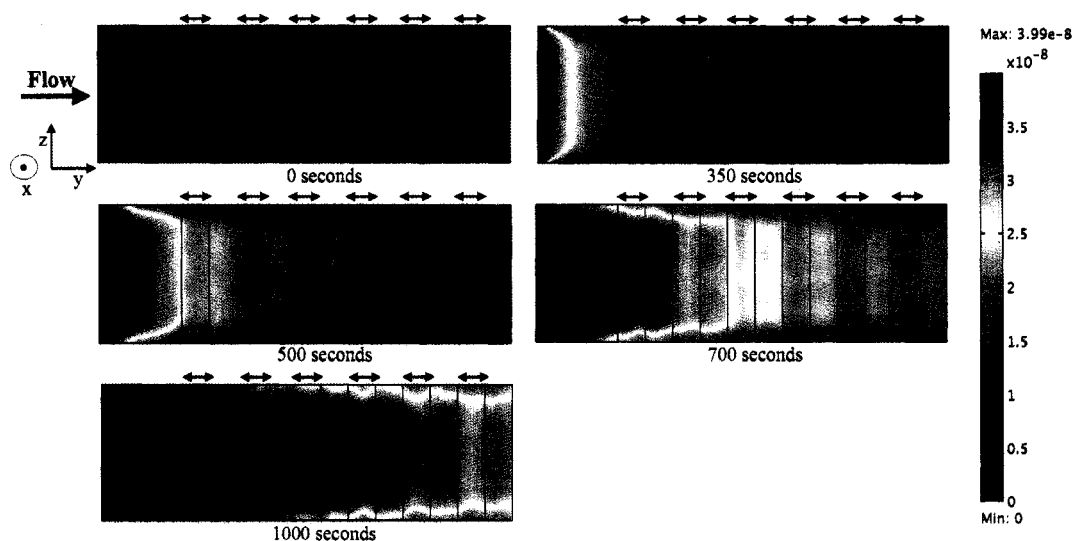 Flow
z
x
y
0 seconds
350 seconds
500 seconds
700 seconds
1000 seconds
Max: 3.99e-8
x10-8
3.5
3
2.5
2
1.5
1
0.5
0
Min: 0